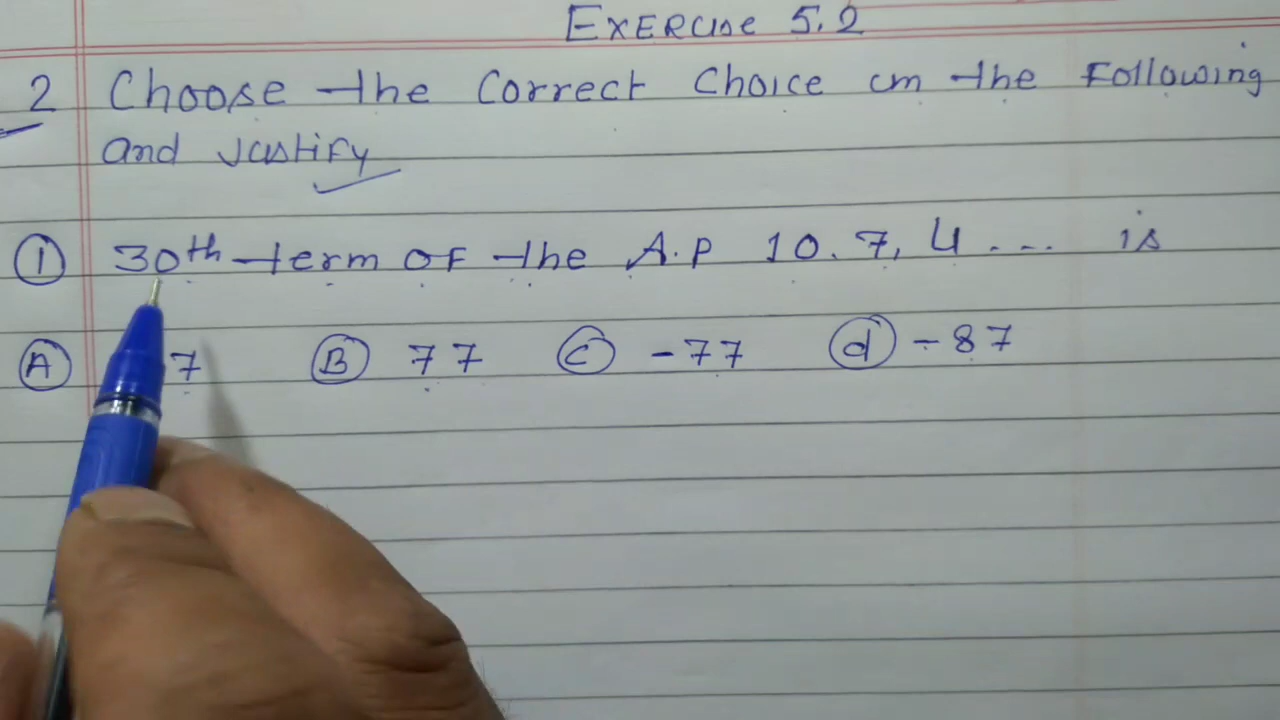 Exercise 5.2
2 Choose the Correct Choice in the Following
and Justify
① 30th term of the A.P 10. 7, 4 ... is
Ⓐ 7 Ⓑ 77 Ⓒ -77 ⓓ -87